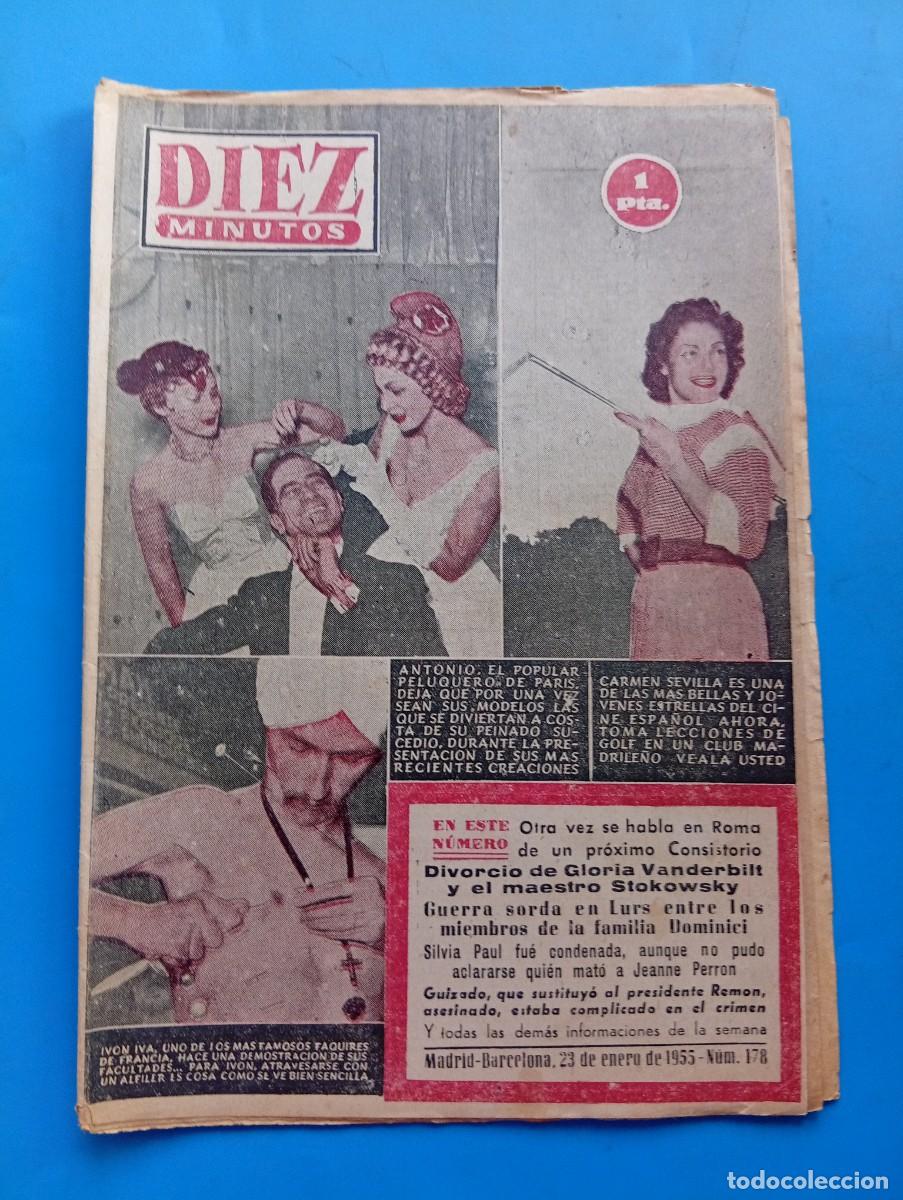 DIEZ
MINUTOS
1
Pta.
ANTONIO, EL POPULAR
PELUQUERO DE PARIS,
DEJA QUE POR UNA VEZ
SEAN SUS MODELOS LAS
QUE SE DIVIERTAN A COS-
TA DE SU PEINADO SU-
CEDIO, DURANTE LA PRE-
SENTACION DE SUS MAS
RECIENTES CREACIONES
CARMEN SEVILLA ES UNA
DE LAS MAS BELLAS Y JO-
VENES ESTRELLAS DEL CI-
NE ESPAÑOL AHORA,
TOMA LECCIONES DE
GOLF EN UN CLUB MA-
DRILEÑO VEALA USTED
IVON IVA, UNO DE LOS MAS FAMOSOS FAQUIRES
DE FRANCIA, HACE UNA DEMOSTRACION DE SUS
FACULTADES... PARA IVON, ATRAVESARSE CON
UN ALFILER ES COSA COMO SE VE BIEN SENCILLA
EN ESTE NÚMERO
Otra vez se habla en Roma
de un próximo Consistorio
Divorcio de Gloria Vanderbilt
y el maestro Stokowsky
Guerra sorda en Lurs entre los
miembros de la familia Dominici
Silvia Paul fué condenada, aunque no pudo
aclararse quién mató a Jeanne Perron
Guizado, que sustituyó al presidente Remon,
asesinado, estaba complicado en el crimen
Y todas las demás informaciones de la semana
Madrid-Barcelona, 23 de enero de 1955 - Núm. 178
todocoleccion